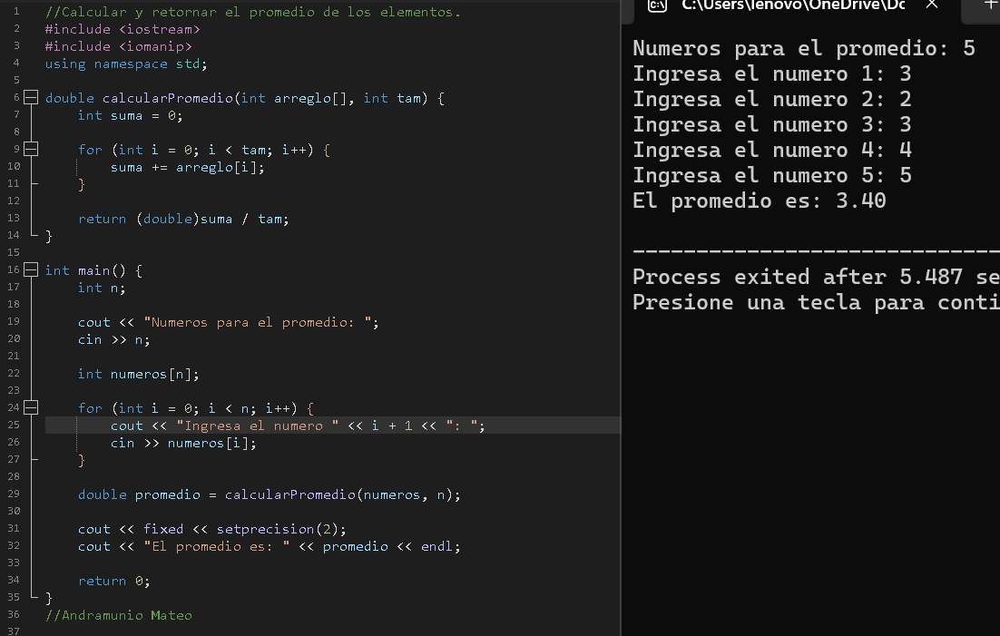 1 //Calcular y retornar el promedio de los elementos.
2 #include <iostream>
3 #include <iomanip>
4 using namespace std;
5
6 double calcularPromedio(int arreglo[], int tam) {
7 int suma = 0;
8
9 for (int i = 0; i < tam; i++) {
10 suma += arreglo[i];
11 }
12
13 return (double)suma / tam;
14 }
15
16 int main() {
17 int n;
18
19 cout << "Numeros para el promedio: ";
20 cin >> n;
21
22 int numeros[n];
23
24 for (int i = 0; i < n; i++) {
25 cout << "Ingresa el numero " << i + 1 << ": ";
26 cin >> numeros[i];
27 }
28
29 double promedio = calcularPromedio(numeros, n);
30
31 cout << fixed << setprecision(2);
32 cout << "El promedio es: " << promedio << endl;
33
34 return 0;
35 }
36 //Andramunio Mateo
37
C:\Users\lenovo\OneDrive\Dc
Numeros para el promedio: 5
Ingresa el numero 1: 3
Ingresa el numero 2: 2
Ingresa el numero 3: 3
Ingresa el numero 4: 4
Ingresa el numero 5: 5
El promedio es: 3.40
-----------------------------
Process exited after 5.487 se
Presione una tecla para conti